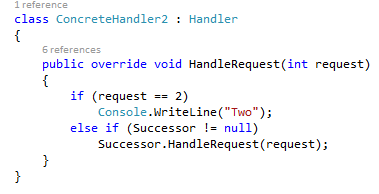 1 reference
class ConcreteHandler2 : Handler
{
6 references
public override void HandleRequest(int request)
{
if (request == 2)
Console.WriteLine("Two");
else if (Successor != null)
Successor.HandleRequest(request);
}
}